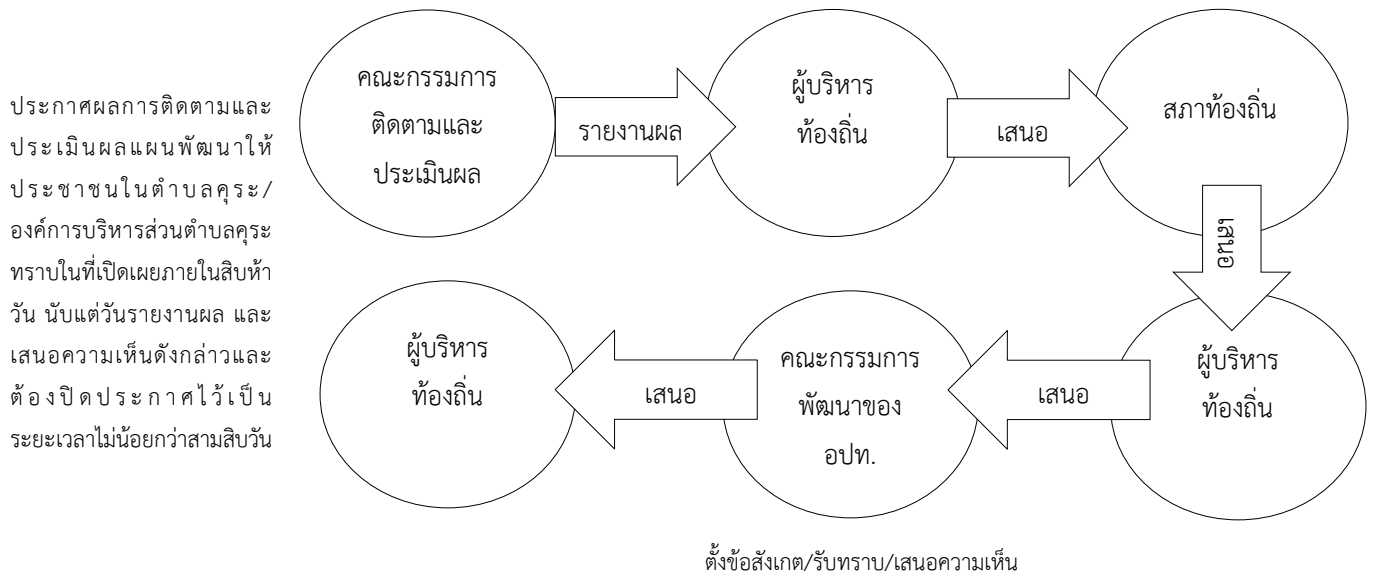 คณะกรรมการ
ติดตามและ
ประเมินผล
รายงานผล
ผู้บริหาร
ท้องถิ่น
เสนอ
สภาท้องถิ่น
เสนอ
ผู้บริหาร
ท้องถิ่น
เสนอ
คณะกรรมการ
พัฒนาของ
อปท.
เสนอ
ผู้บริหาร
ท้องถิ่น
ประกาศผลการติดตามและ
ประเมินผลแผนพัฒนาให้
ประชาชนในตำบลคุระ/
องค์การบริหารส่วนตำบลคุระ
ทราบในที่เปิดเผยภายในสิบห้า
วัน นับแต่วันรายงานผล และ
เสนอความเห็นดังกล่าวและ
ต้องปิดประกาศไว้เป็น
ระยะเวลาไม่น้อยกว่าสามสิบวัน
ตั้งข้อสังเกต/รับทราบ/เสนอความเห็น